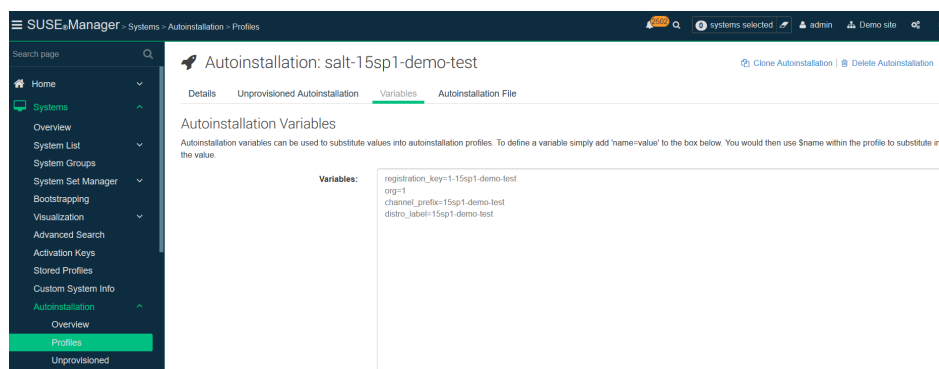 SUSE®Manager > Systems > Autoinstallation > Profiles
2502
0 systems selected
admin
Demo site
Search page
Home
Systems
Overview
System List
System Groups
System Set Manager
Bootstrapping
Visualization
Advanced Search
Activation Keys
Stored Profiles
Custom System Info
Autoinstallation
Overview
Profiles
Unprovisioned
Autoinstallation: salt-15sp1-demo-test
Clone Autoinstallation | Delete Autoinstallation
Details Unprovisioned Autoinstallation Variables Autoinstallation File
Autoinstallation Variables
Autoinstallation variables can be used to substitute values into autoinstallation profiles. To define a variable simply add 'name=value' to the box below. You would then use $name within the profile to substitute in
the value.
Variables:
registration_key=1-15sp1-demo-test
org=1
channel_prefix=15sp1-demo-test
distro_label=15sp1-demo-test